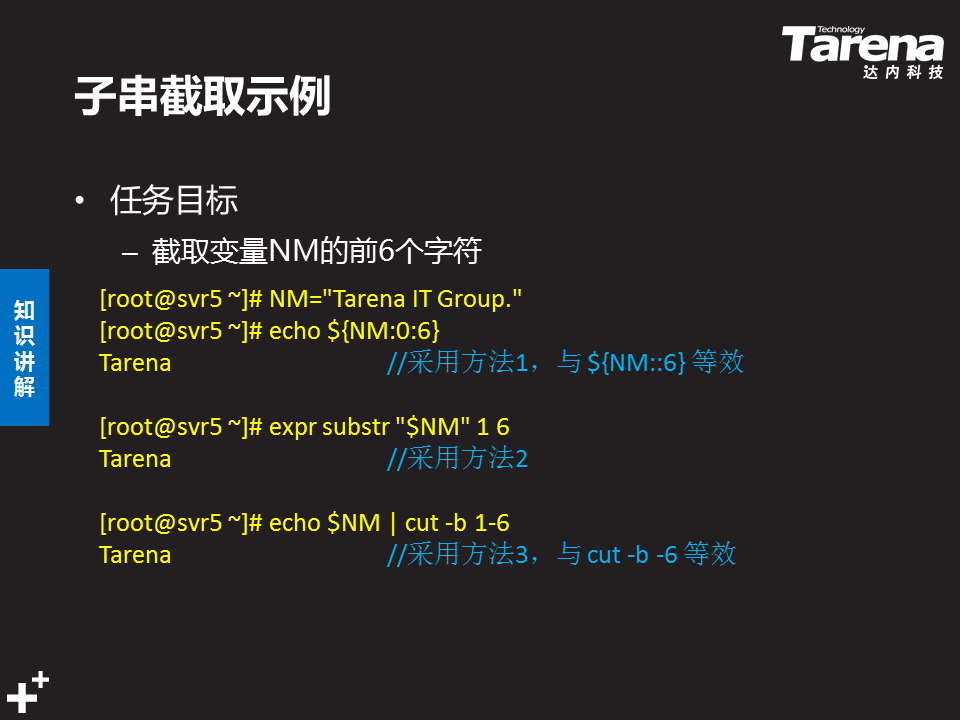 Technology
Tarena
达内科技
子串截取示例
• 任务目标
– 截取变量NM的前6个字符
知识讲解
[root@svr5 ~]# NM="Tarena IT Group."
[root@svr5 ~]# echo ${NM:0:6}
Tarena //采用方法1，与 ${NM::6} 等效
[root@svr5 ~]# expr substr "$NM" 1 6
Tarena //采用方法2
[root@svr5 ~]# echo $NM | cut -b 1-6
Tarena //采用方法3，与 cut -b -6 等效